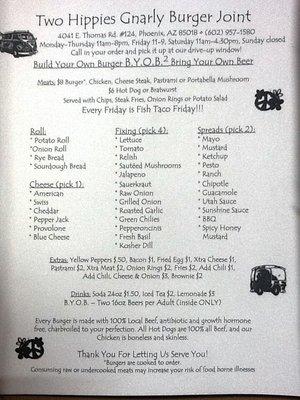 Two Hippies Gnarly Burger Joint
4041 E. Thomas Rd. #124, Phoenix, AZ 85018 + (602) 957-1580
Monday-Thursday 11am-8pm, Friday 11-9, Saturday 11am-4:30pm, Sunday closed
Call in your order and pick it up at our drive-up window!
Build Your Own Burger B.Y.O.B.² Bring Your Own Beer
Meats: $8 Burger*, Chicken, Cheese Steak, Pastrami or Portabella Mushroom
$6 Hot Dog or Bratwurst
Served with Chips, Steak Fries, Onion Rings or Potato Salad
Every Friday is Fish Taco Friday!!!
Roll: Fixing (pick 4): Spreads (pick 2):
* Potato Roll * Lettuce * Mayo
*Onion Roll * Tomato * Mustard
* Rye Bread * Relish * Ketchup
* Sourdough Bread * Sautéed Mushrooms * Pesto
* Jalapeno * Ranch
Cheese (pick 1): * Sauerkraut * Chipotle
* American * Raw Onion * Guacamole
* Swiss * Grilled Onion * Utah Sauce
* Cheddar * Roasted Garlic * Sunshine Sauce
* Pepper Jack * Green Chilies * BBQ
* Provolone * Pepperoncinis * Spicy Honey
* Blue Cheese * Fresh Basil Mustard
* Kosher Dill
Extras: Yellow Peppers $.50, Bacon $1, Fried Egg $1, Xtra Cheese $1,
Pastrami $2, Xtra Meat $2, Onion Rings $2, Fries $2, Add Chili $1,
Add Chili, Cheese & Onion $3, Brownie $2
Drinks: Soda 24oz $1.50, Iced Tea $2, Lemonade $3
B.Y.O.B. – Two 16oz Beers per Adult (Inside ONLY)
Every Burger is made with 100% Local Beef, antibiotic and growth hormone
free, charbroiled to your perfection. All Hot Dogs are 100% all Beef, and our
Chicken is boneless and skinless.
Thank You For Letting Us Serve You!
*Burgers are cooked to order.
Consuming raw or undercooked meats may increase your risk of food borne illnesses